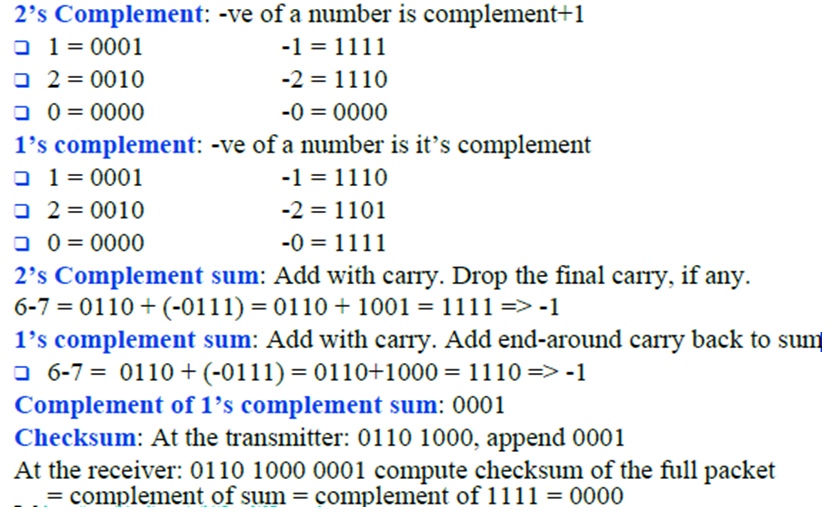 2's Complement: -ve of a number is complement+1
❑ 1 = 0001 -1 = 1111
❑ 2 = 0010 -2 = 1110
❑ 0 = 0000 -0 = 0000
1's complement: -ve of a number is it's complement
❑ 1 = 0001 -1 = 1110
❑ 2 = 0010 -2 = 1101
❑ 0 = 0000 -0 = 1111
2's Complement sum: Add with carry. Drop the final carry, if any.
6-7 = 0110 + (-0111) = 0110 + 1001 = 1111 => -1
1's complement sum: Add with carry. Add end-around carry back to sum
❑ 6-7 = 0110 + (-0111) = 0110+1000 = 1110 => -1
Complement of 1's complement sum: 0001
Checksum: At the transmitter: 0110 1000, append 0001
At the receiver: 0110 1000 0001 compute checksum of the full packet
= complement of sum = complement of 1111 = 0000